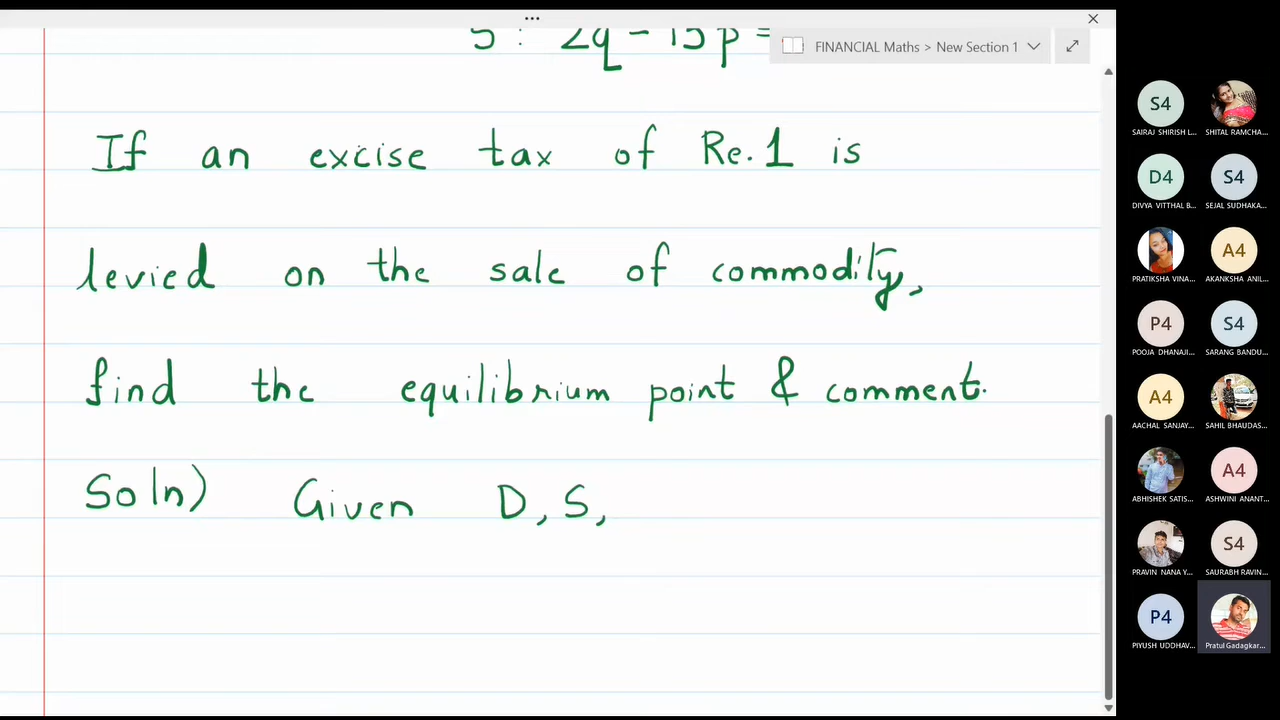 S : 2q - 15p =
FINANCIAL Maths > New Section 1
If an excise tax of Re.1 is
levied on the sale of commodity,
find the equilibrium point & comment.
Soln) Given D, S,
S4
SAIRAJ SHIRISH L...
SHITAL RAMCHA...
D4 S4
DIVYA VITTHAL B... SEJAL SUDHAKA...
A4
PRATIKSHA VINA... AKANKSHA ANIL...
P4 S4
POOJA DHANAJI... SARANG BANDU...
A4
AACHAL SANJAY... SAHIL BHAUDAS...
A4
ABHISHEK SATIS... ASHWINI ANANT...
S4
PRAVIN NANA Y... SAURABH RAVIN...
P4
PIYUSH UDDHAV... Pratul Gadagkar...